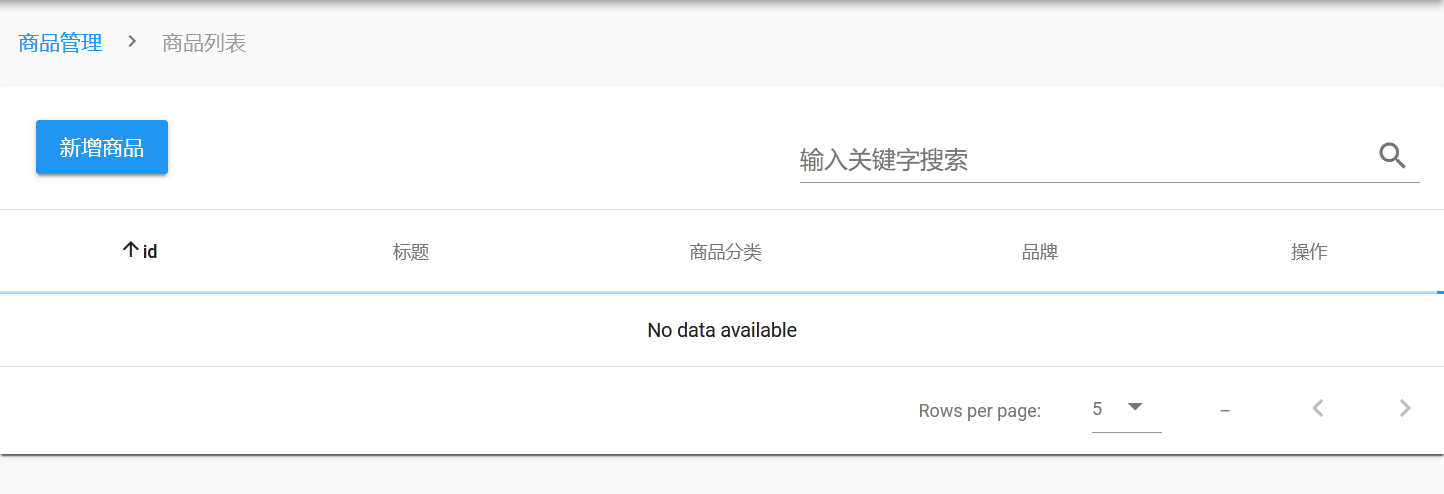 商品管理 > 商品列表
新增商品
输入关键字搜索
↑id 标题 商品分类 品牌 操作
No data available
Rows per page: 5 –